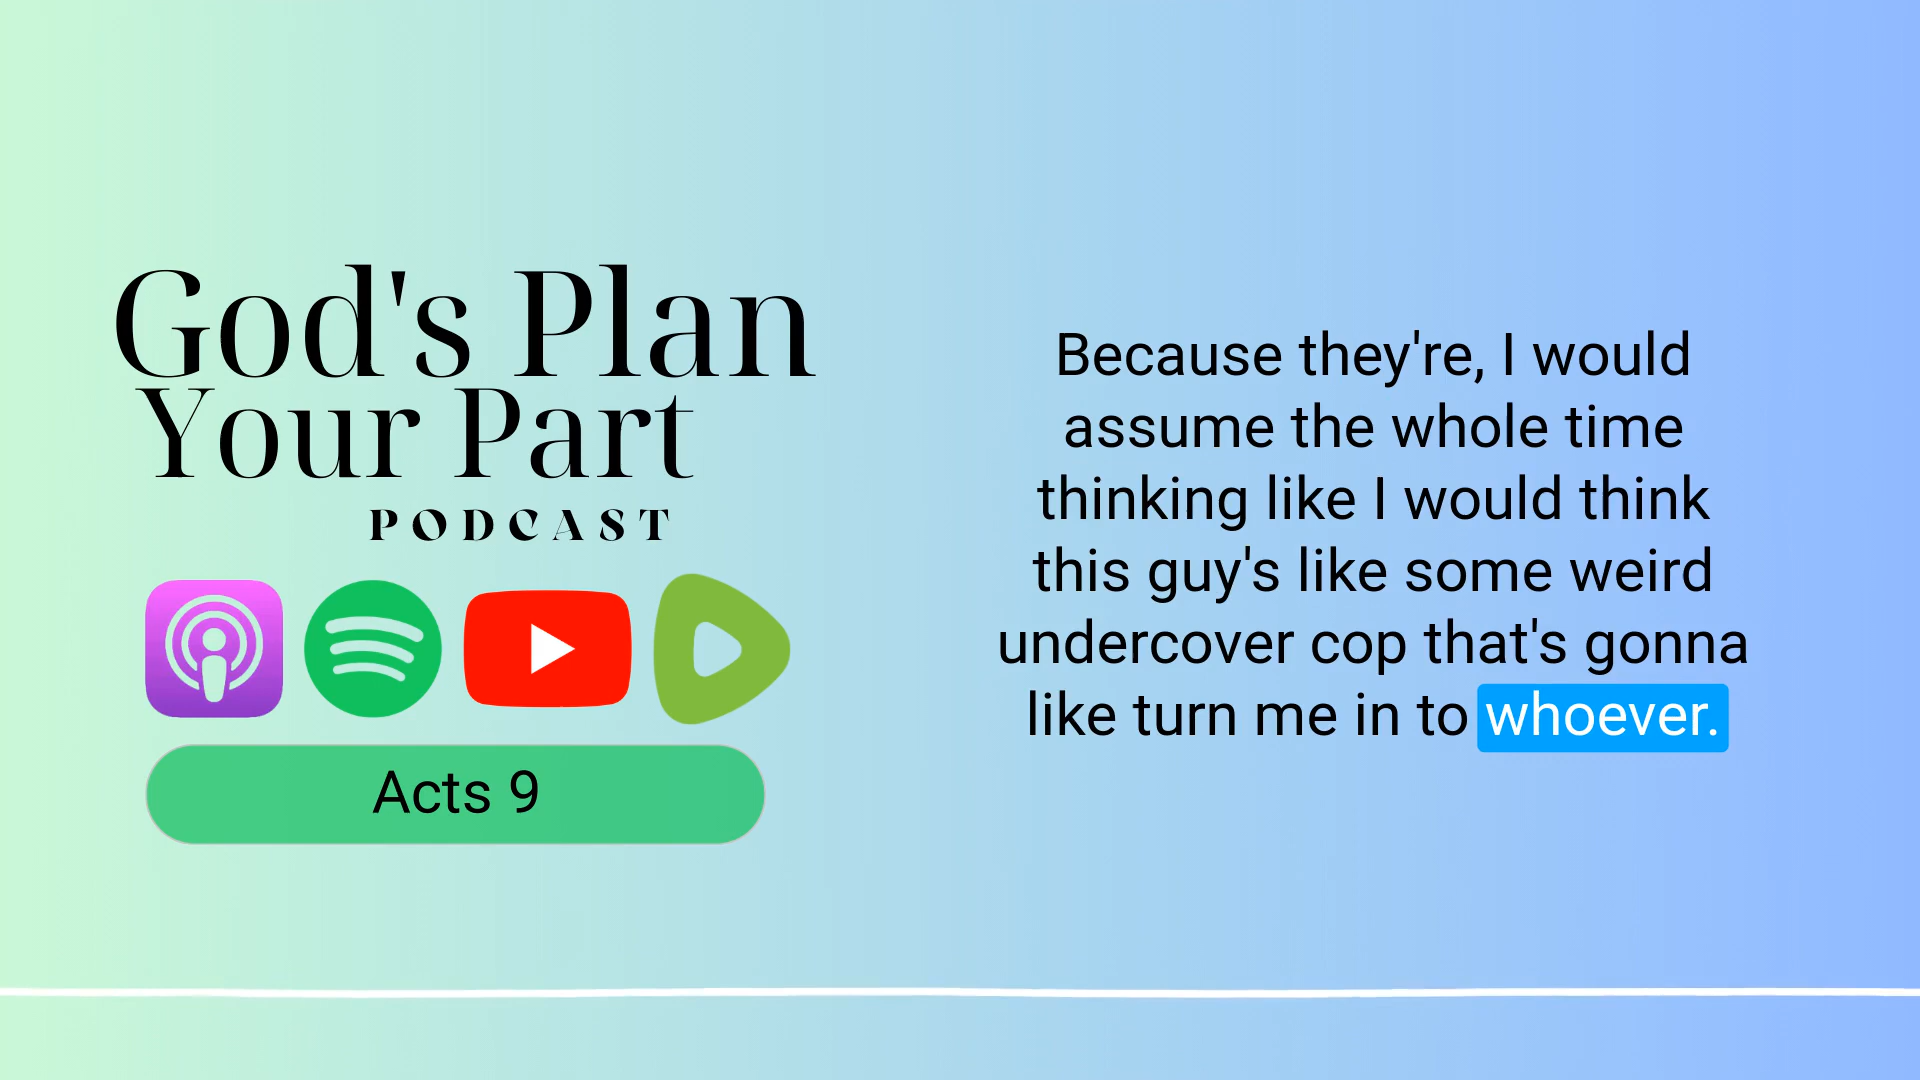 God's Plan
Your Part
PODCAST
Acts 9
Because they're, I would
assume the whole time
thinking like I would think
this guy's like some weird
undercover cop that's gonna
like turn me in to whoever.